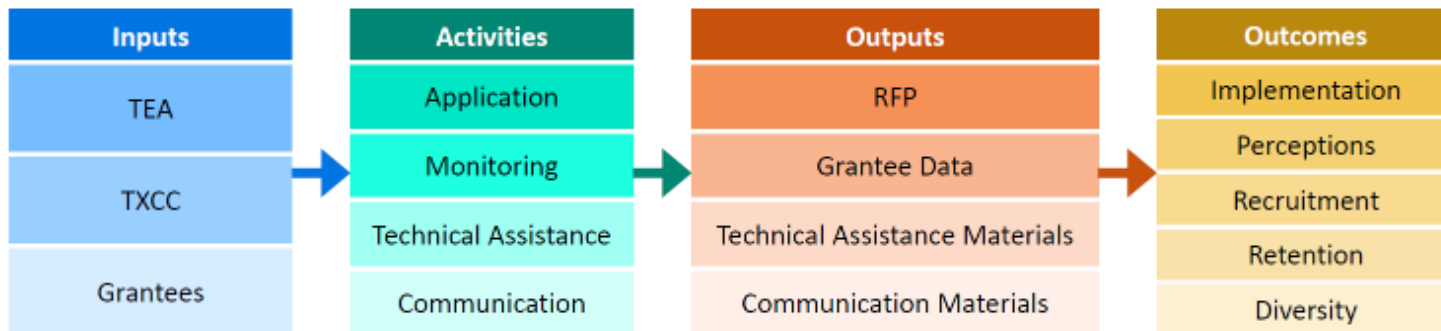 Inputs
TEA
TXCC
Grantees
Activities
Application
Monitoring
Technical Assistance
Communication
Outputs
RFP
Grantee Data
Technical Assistance Materials
Communication Materials
Outcomes
Implementation
Perceptions
Recruitment
Retention
Diversity